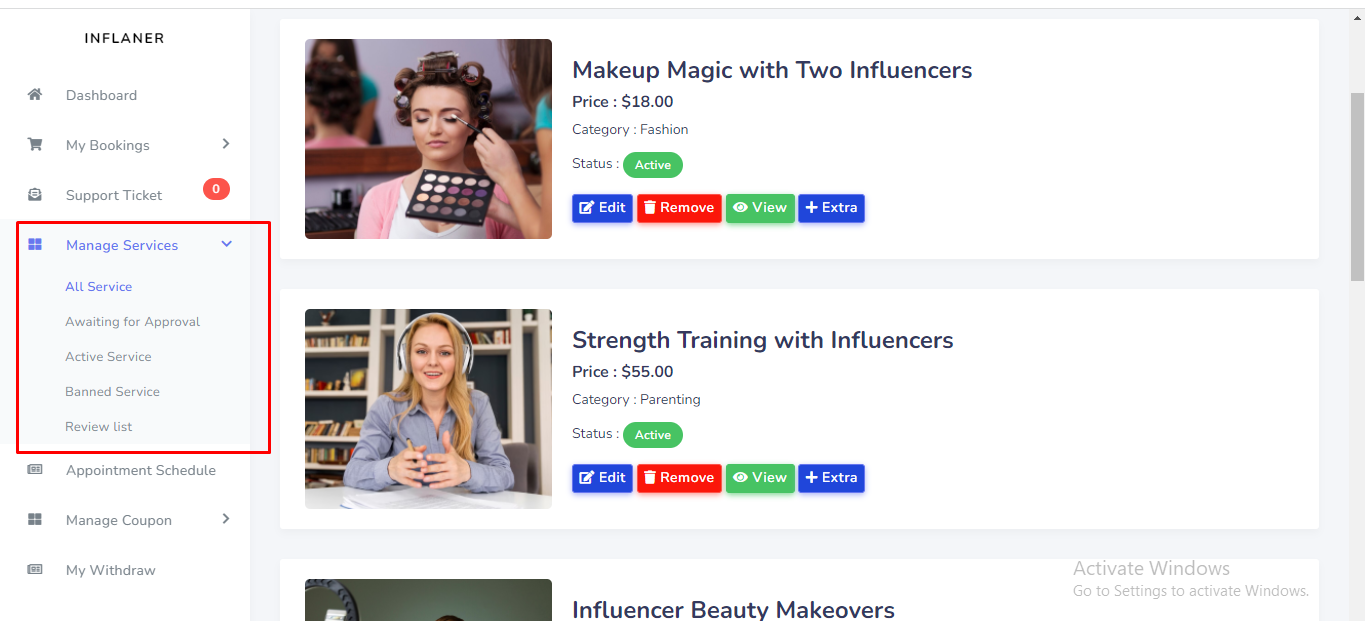 INFLANER
Dashboard
My Bookings
Support Ticket 0
Manage Services
All Service
Awaiting for Approval
Active Service
Banned Service
Review list
Appointment Schedule
Manage Coupon
My Withdraw
Makeup Magic with Two Influencers
Price : $18.00
Category : Fashion
Status : Active
Edit Remove View Extra
Strength Training with Influencers
Price : $55.00
Category : Parenting
Status : Active
Edit Remove View Extra
Influencer Beauty Makeovers
Activate Windows
Go to Settings to activate Windows.